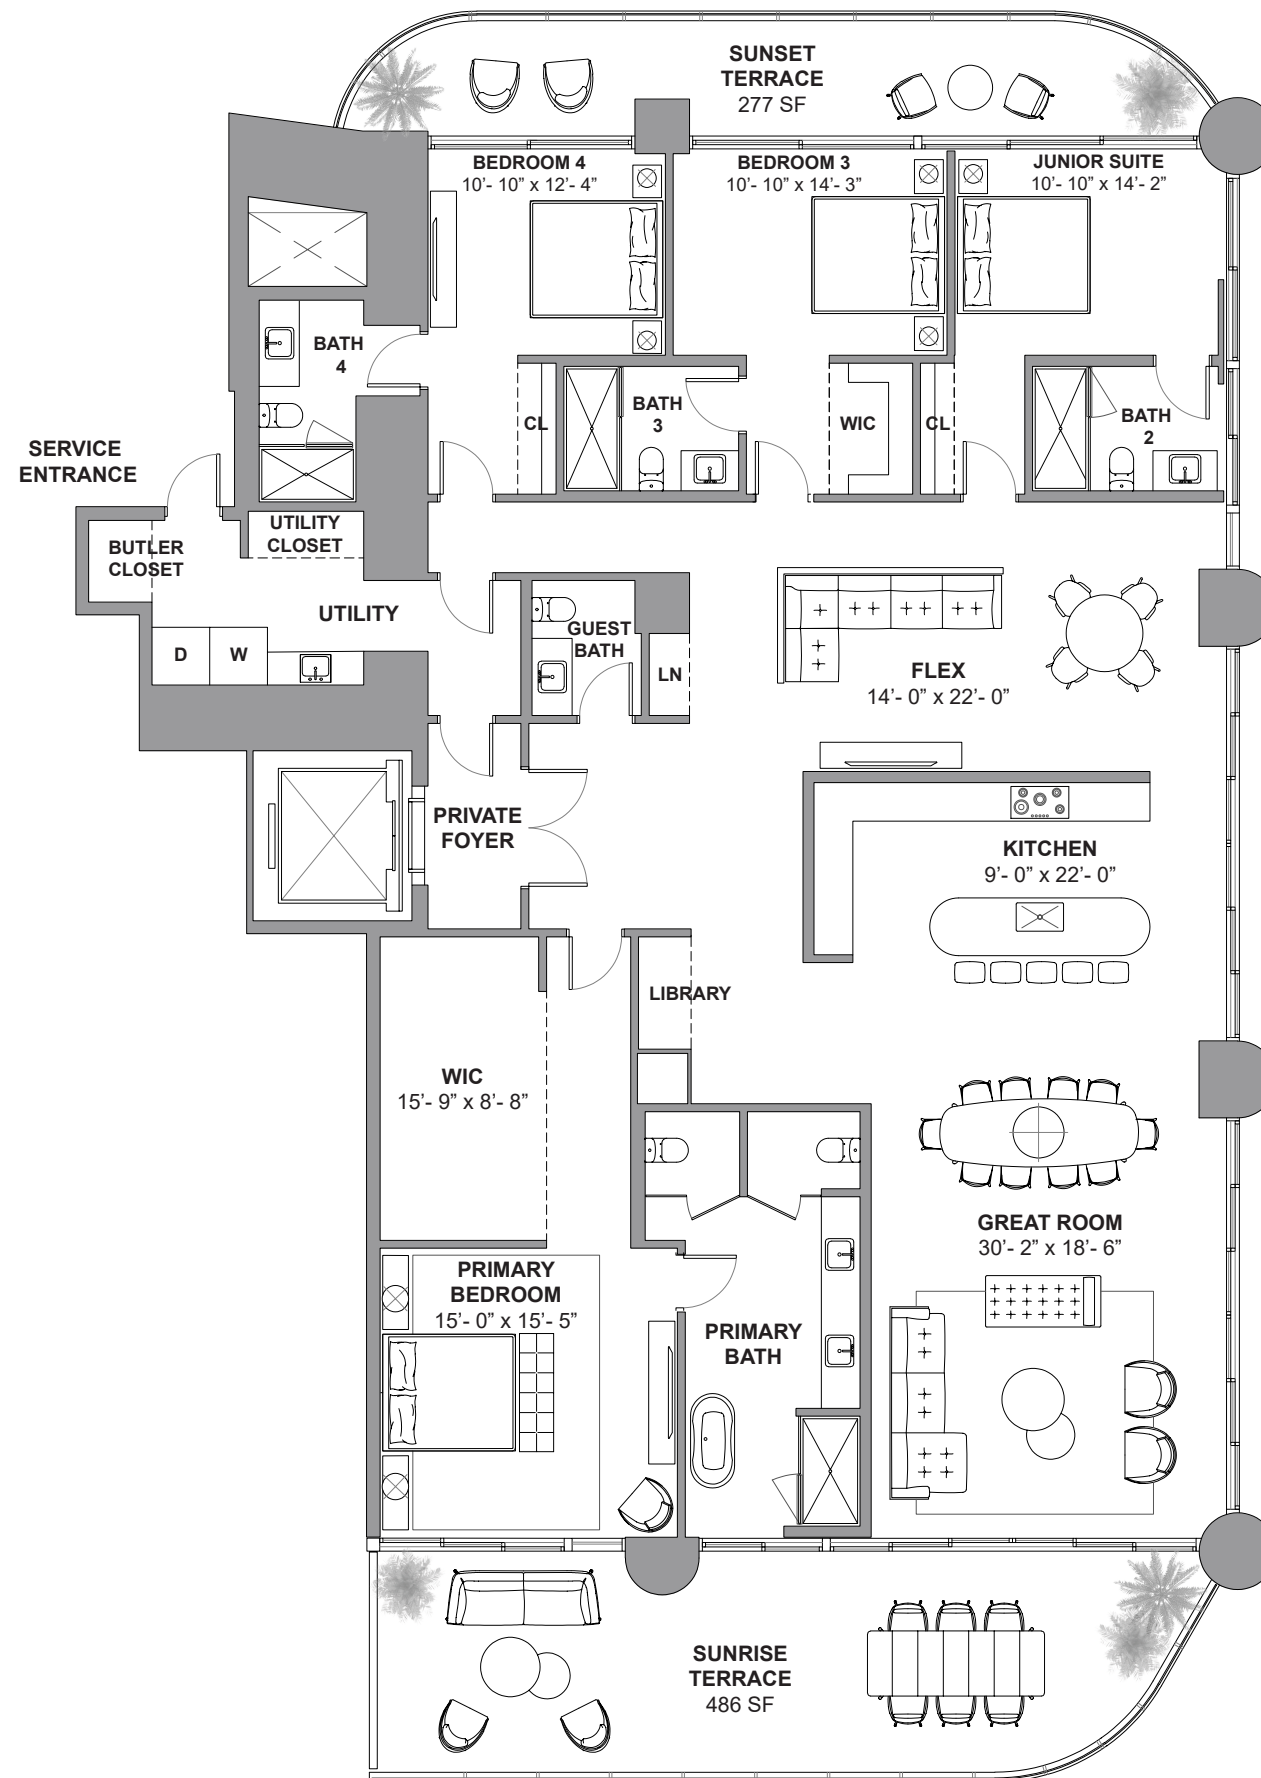 SUNSET
TERRACE
277 SF
BEDROOM 4
10’- 10” x 12’- 4”
BEDROOM 3
10’- 10” x 14’- 3”
JUNIOR SUITE
10’- 10” x 14’- 2”
BATH
4
CL
BATH
3
WIC
CL
BATH
2
SERVICE
ENTRANCE
BUTLER
CLOSET
UTILITY
CLOSET
UTILITY
D
W
GUEST
BATH
LN
FLEX
14’- 0” x 22’- 0”
PRIVATE
FOYER
KITCHEN
9’- 0” x 22’- 0”
LIBRARY
WIC
15’- 9” x 8’- 8”
GREAT ROOM
30’- 2” x 18’- 6”
PRIMARY
BEDROOM
15’- 0” x 15’- 5”
PRIMARY
BATH
SUNRISE
TERRACE
486 SF